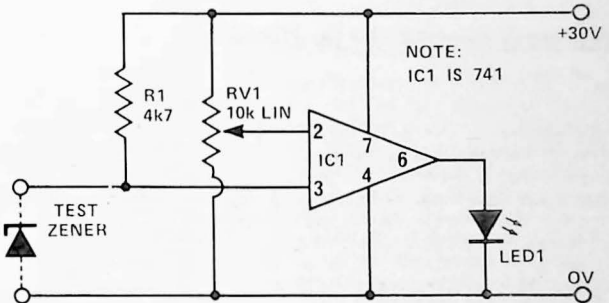 +30V
NOTE:
IC1 IS 741
R1
4k7
RV1
10k LIN
2
7
IC1
6
3
4
TEST
ZENER
LED1
0V